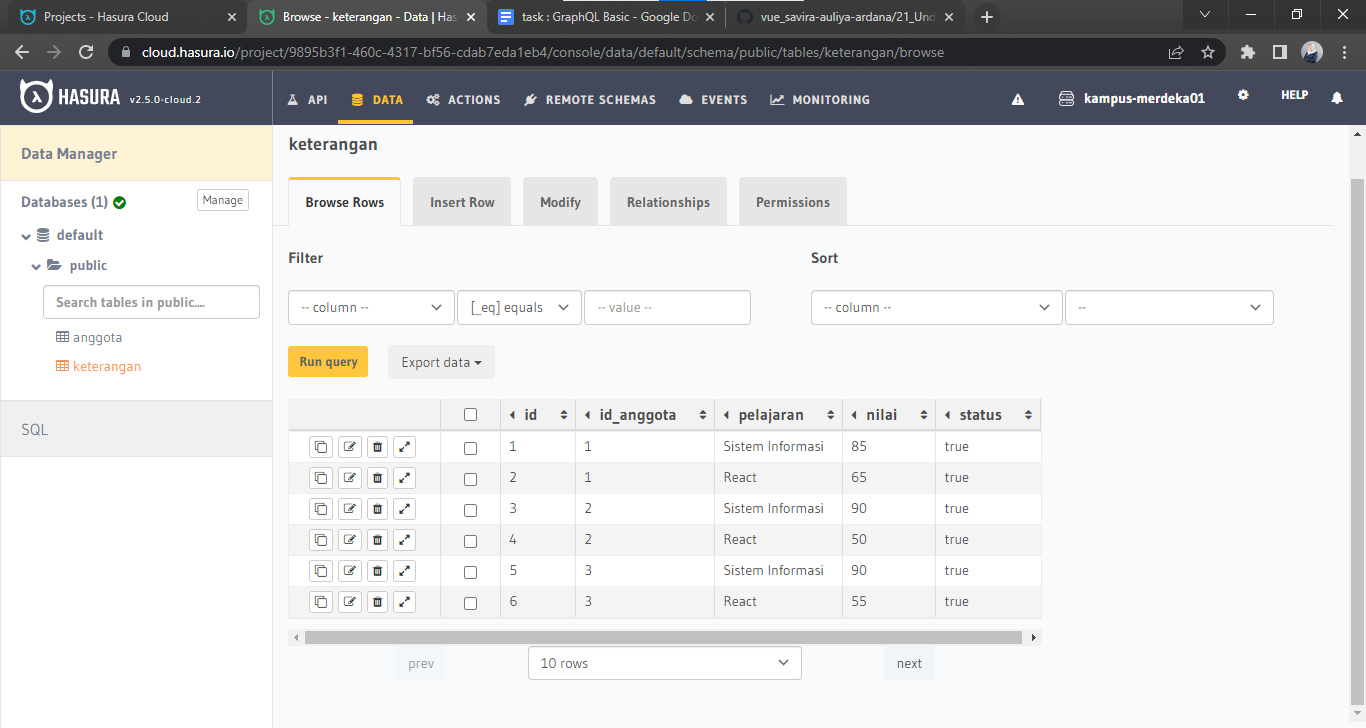 Projects - Hasura Cloud
Browse - keterangan - Data | Has
task : GraphQL Basic - Google Do
vue_savira-auliya-ardana/21_Und
cloud.hasura.io/project/9895b3f1-460c-4317-bf56-cdab7eda1eb4/console/data/default/schema/public/tables/keterangan/browse
HASURA v2.5.0-cloud.2
API
DATA
ACTIONS
REMOTE SCHEMAS
EVENTS
MONITORING
kampus-merdeka01
HELP
Data Manager
Databases (1)
Manage
default
public
Search tables in public....
anggota
keterangan
SQL
keterangan
Browse Rows
Insert Row
Modify
Relationships
Permissions
Filter
Sort
-- column --
[_eq] equals
-- value --
-- column --
--
Run query
Export data
id id_anggota pelajaran nilai status
1 1 Sistem Informasi 85 true
2 1 React 65 true
3 2 Sistem Informasi 90 true
4 2 React 50 true
5 3 Sistem Informasi 90 true
6 3 React 55 true
prev
10 rows
next